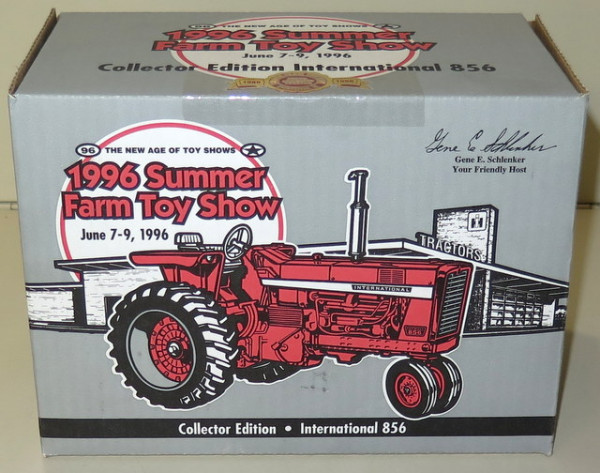 96 THE NEW AGE OF TOY SHOWS
1996 Summer
Farm Toy Show
June 7-9, 1996
Collector Edition International 856
96 THE NEW AGE OF TOY SHOWS
1996 Summer
Farm Toy Show
June 7-9, 1996
Gene E. Schlenker
Gene E. Schlenker
Your Friendly Host
TRACTORS
INTERNATIONAL
856
Collector Edition • International 856